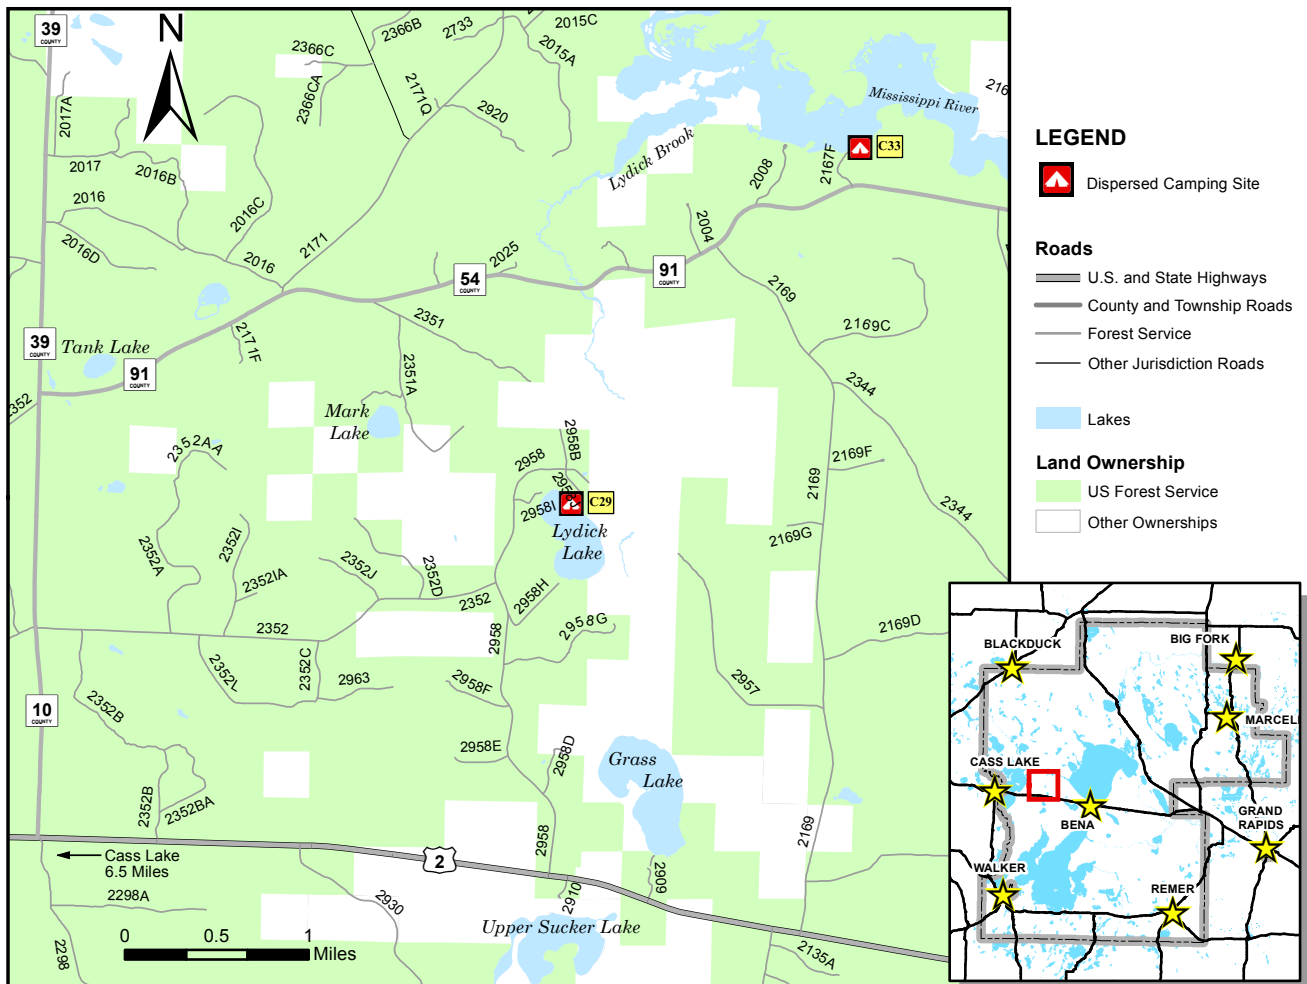 39
COUNTY
N
2366C
2366B
2733
2015C
2015A
2366CA
2171Q
2920
2017A
2017
2016B
2016
2016C
2016D
2016
2171
2025
54
COUNTY
91
COUNTY
Lydick Brook
Mississippi River
C33
2167F
2008
2004
2169
2169C
2344
39
COUNTY
Tank Lake
91
COUNTY
2171F
2351
2351A
2352
Mark
Lake
2352AA
2958
2958B
2958I
C29
Lydick
Lake
2169F
2169
2344
2169G
2352A
2352I
2352IA
2352J
2352D
2352
2958H
2958G
2958
2352
2352L
2352C
2963
2958F
2169D
2957
10
COUNTY
2352B
2958E
2958D
Grass
Lake
2352B
2352BA
2958
2169
2
Cass Lake
6.5 Miles
2298A
2298
2930
2910
2909
Upper Sucker Lake
2135A
0 0.5 1
Miles
LEGEND
Dispersed Camping Site
Roads
U.S. and State Highways
County and Township Roads
Forest Service
Other Jurisdiction Roads
Lakes
Land Ownership
US Forest Service
Other Ownerships
BLACKDUCK
BIG FORK
MARCELL
CASS LAKE
BENA
GRAND
RAPIDS
WALKER
REMER